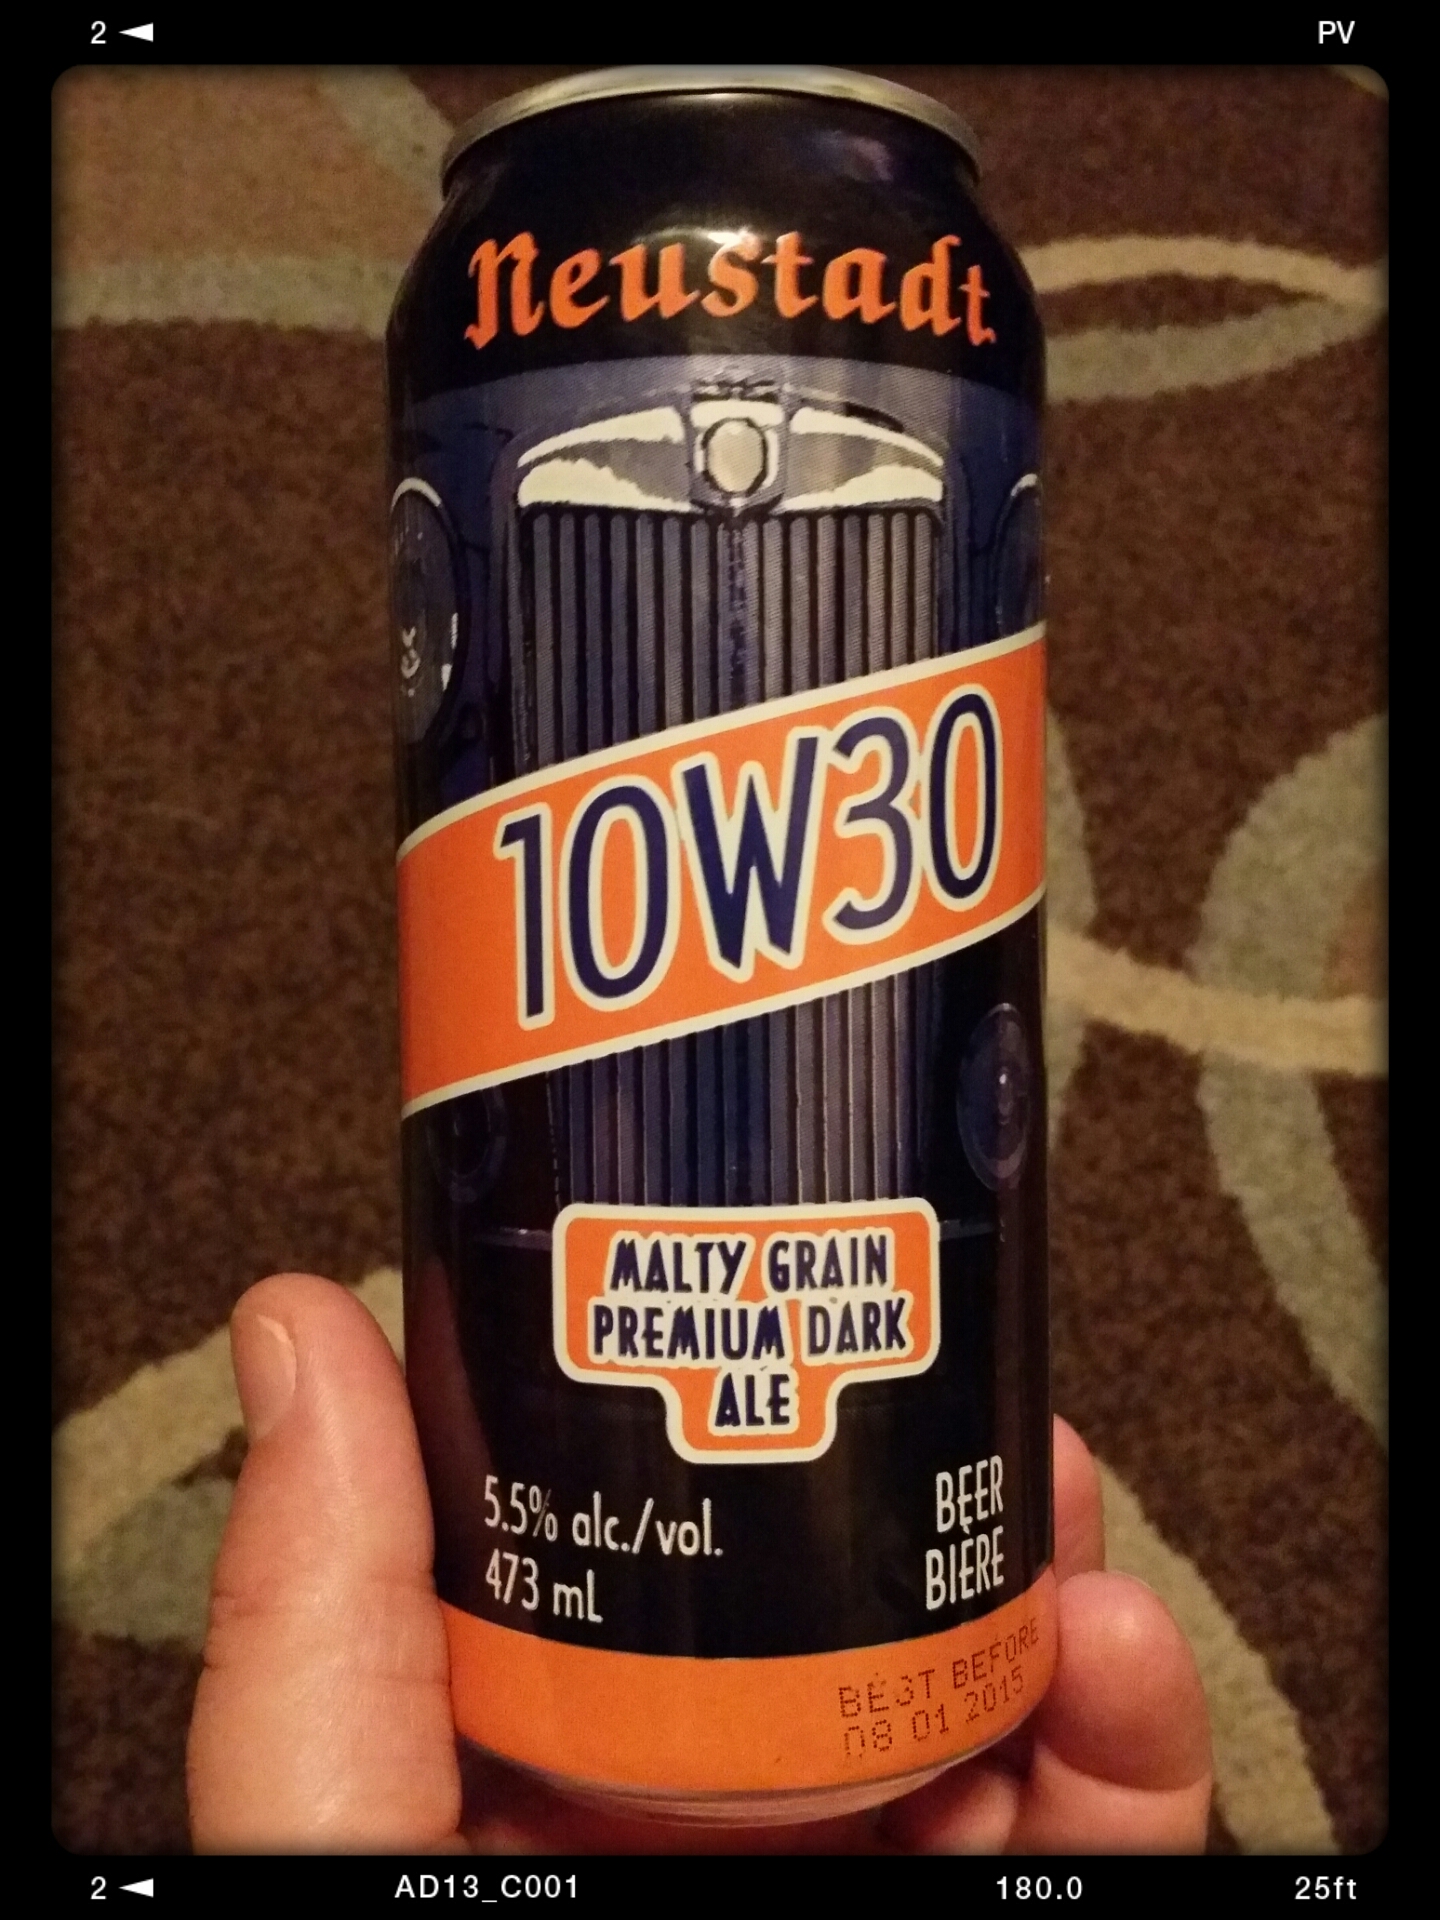 2 ◄ PV
Neustadt
10W30
MALTY GRAIN
PREMIUM DARK
ALE
5.5% alc./vol.
473 mL
BEER
BIÈRE
BEST BEFORE
08 01 2015
2 ◄ AD13_C001 180.0 25ft